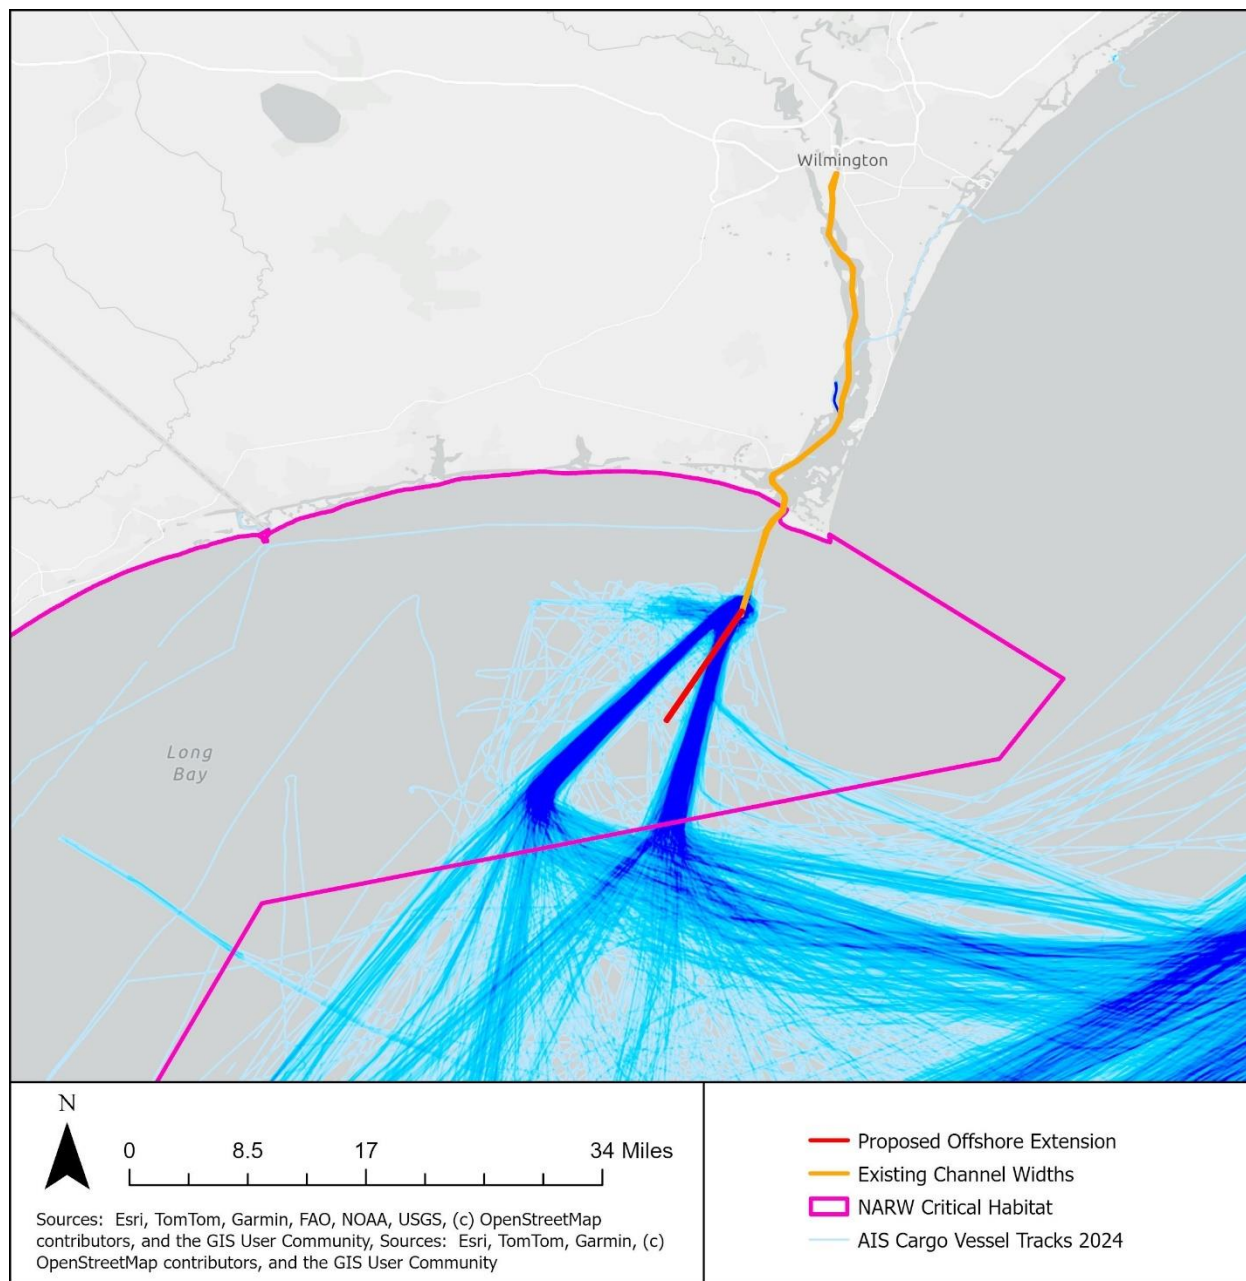 Wilmington
Long
Bay
N
0 8.5 17 34 Miles
Sources: Esri, TomTom, Garmin, FAO, NOAA, USGS, (c) OpenStreetMap
contributors, and the GIS User Community, Sources: Esri, TomTom, Garmin, (c)
OpenStreetMap contributors, and the GIS User Community
Proposed Offshore Extension
Existing Channel Widths
NARW Critical Habitat
AIS Cargo Vessel Tracks 2024